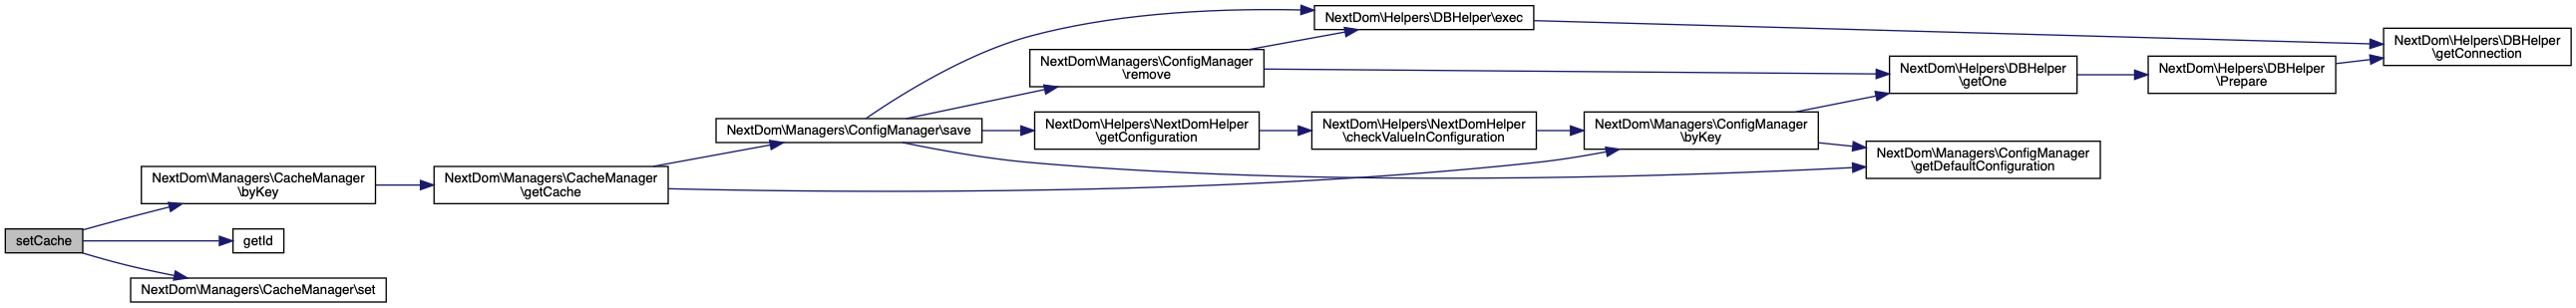 setCache
NextDom\Managers\CacheManager
\byKey
getId
NextDom\Managers\CacheManager\set
NextDom\Managers\CacheManager
\getCache
NextDom\Managers\ConfigManager\save
NextDom\Helpers\DBHelper\exec
NextDom\Managers\ConfigManager
\remove
NextDom\Helpers\NextDomHelper
\getConfiguration
NextDom\Helpers\NextDomHelper
\checkValueInConfiguration
NextDom\Managers\ConfigManager
\byKey
NextDom\Helpers\DBHelper
\getOne
NextDom\Managers\ConfigManager
\getDefaultConfiguration
NextDom\Helpers\DBHelper
\Prepare
NextDom\Helpers\DBHelper
\getConnection